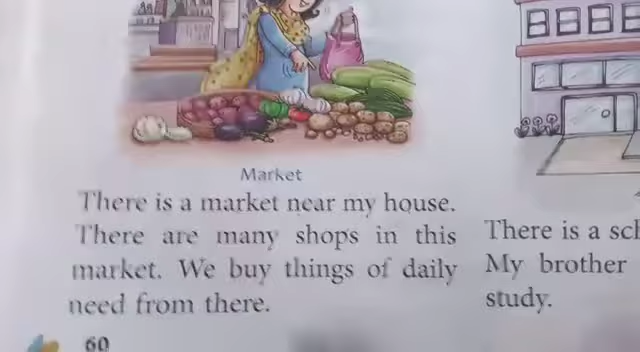 Market
There is a market near my house.
There are many shops in this
market. We buy things of daily
need from there.
There is a
My brother
study.
60